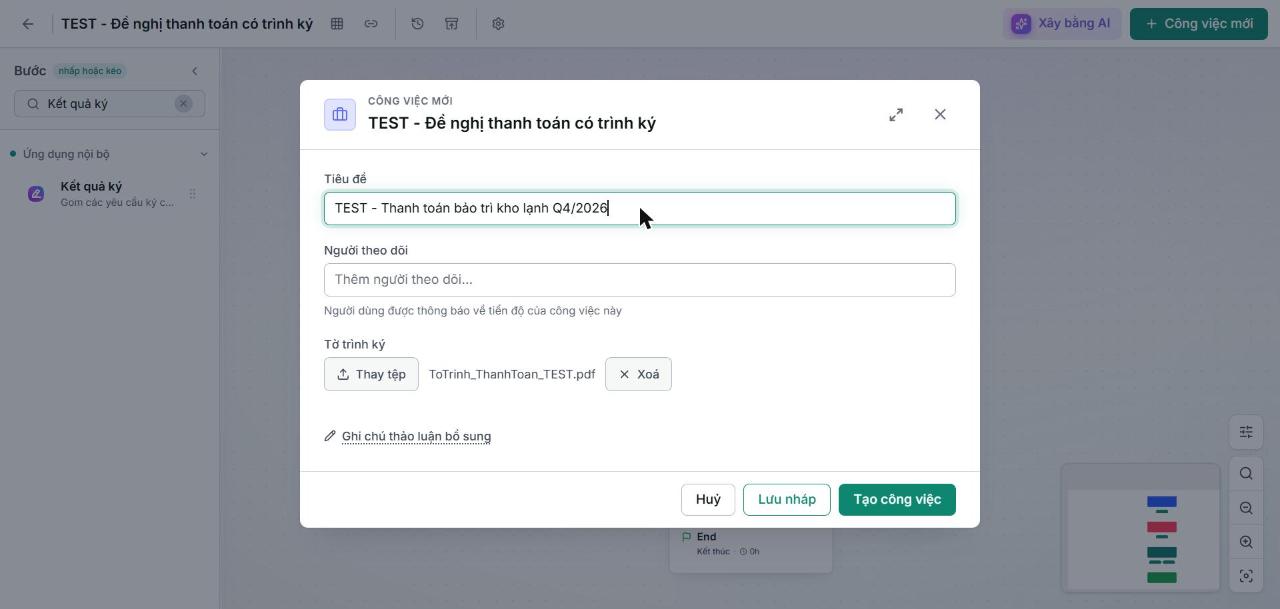 TEST - Đề nghị thanh toán có trình ký
Xây bằng AI
Công việc mới
Bước
nhấp hoặc kéo
Kết quả ký
Ứng dụng nội bộ
Kết quả ký
Gom các yêu cầu ký c...
CÔNG VIỆC MỚI
TEST - Đề nghị thanh toán có trình ký
Tiêu đề
TEST - Thanh toán bảo trì kho lạnh Q4/2026
Người theo dõi
Thêm người theo dõi...
Người dùng được thông báo về tiến độ của công việc này
Tờ trình ký
Thay tệp
ToTrinh_ThanhToan_TEST.pdf
Xoá
Ghi chú thảo luận bổ sung
Huỷ
Lưu nháp
Tạo công việc
End
Kết thúc · 0h